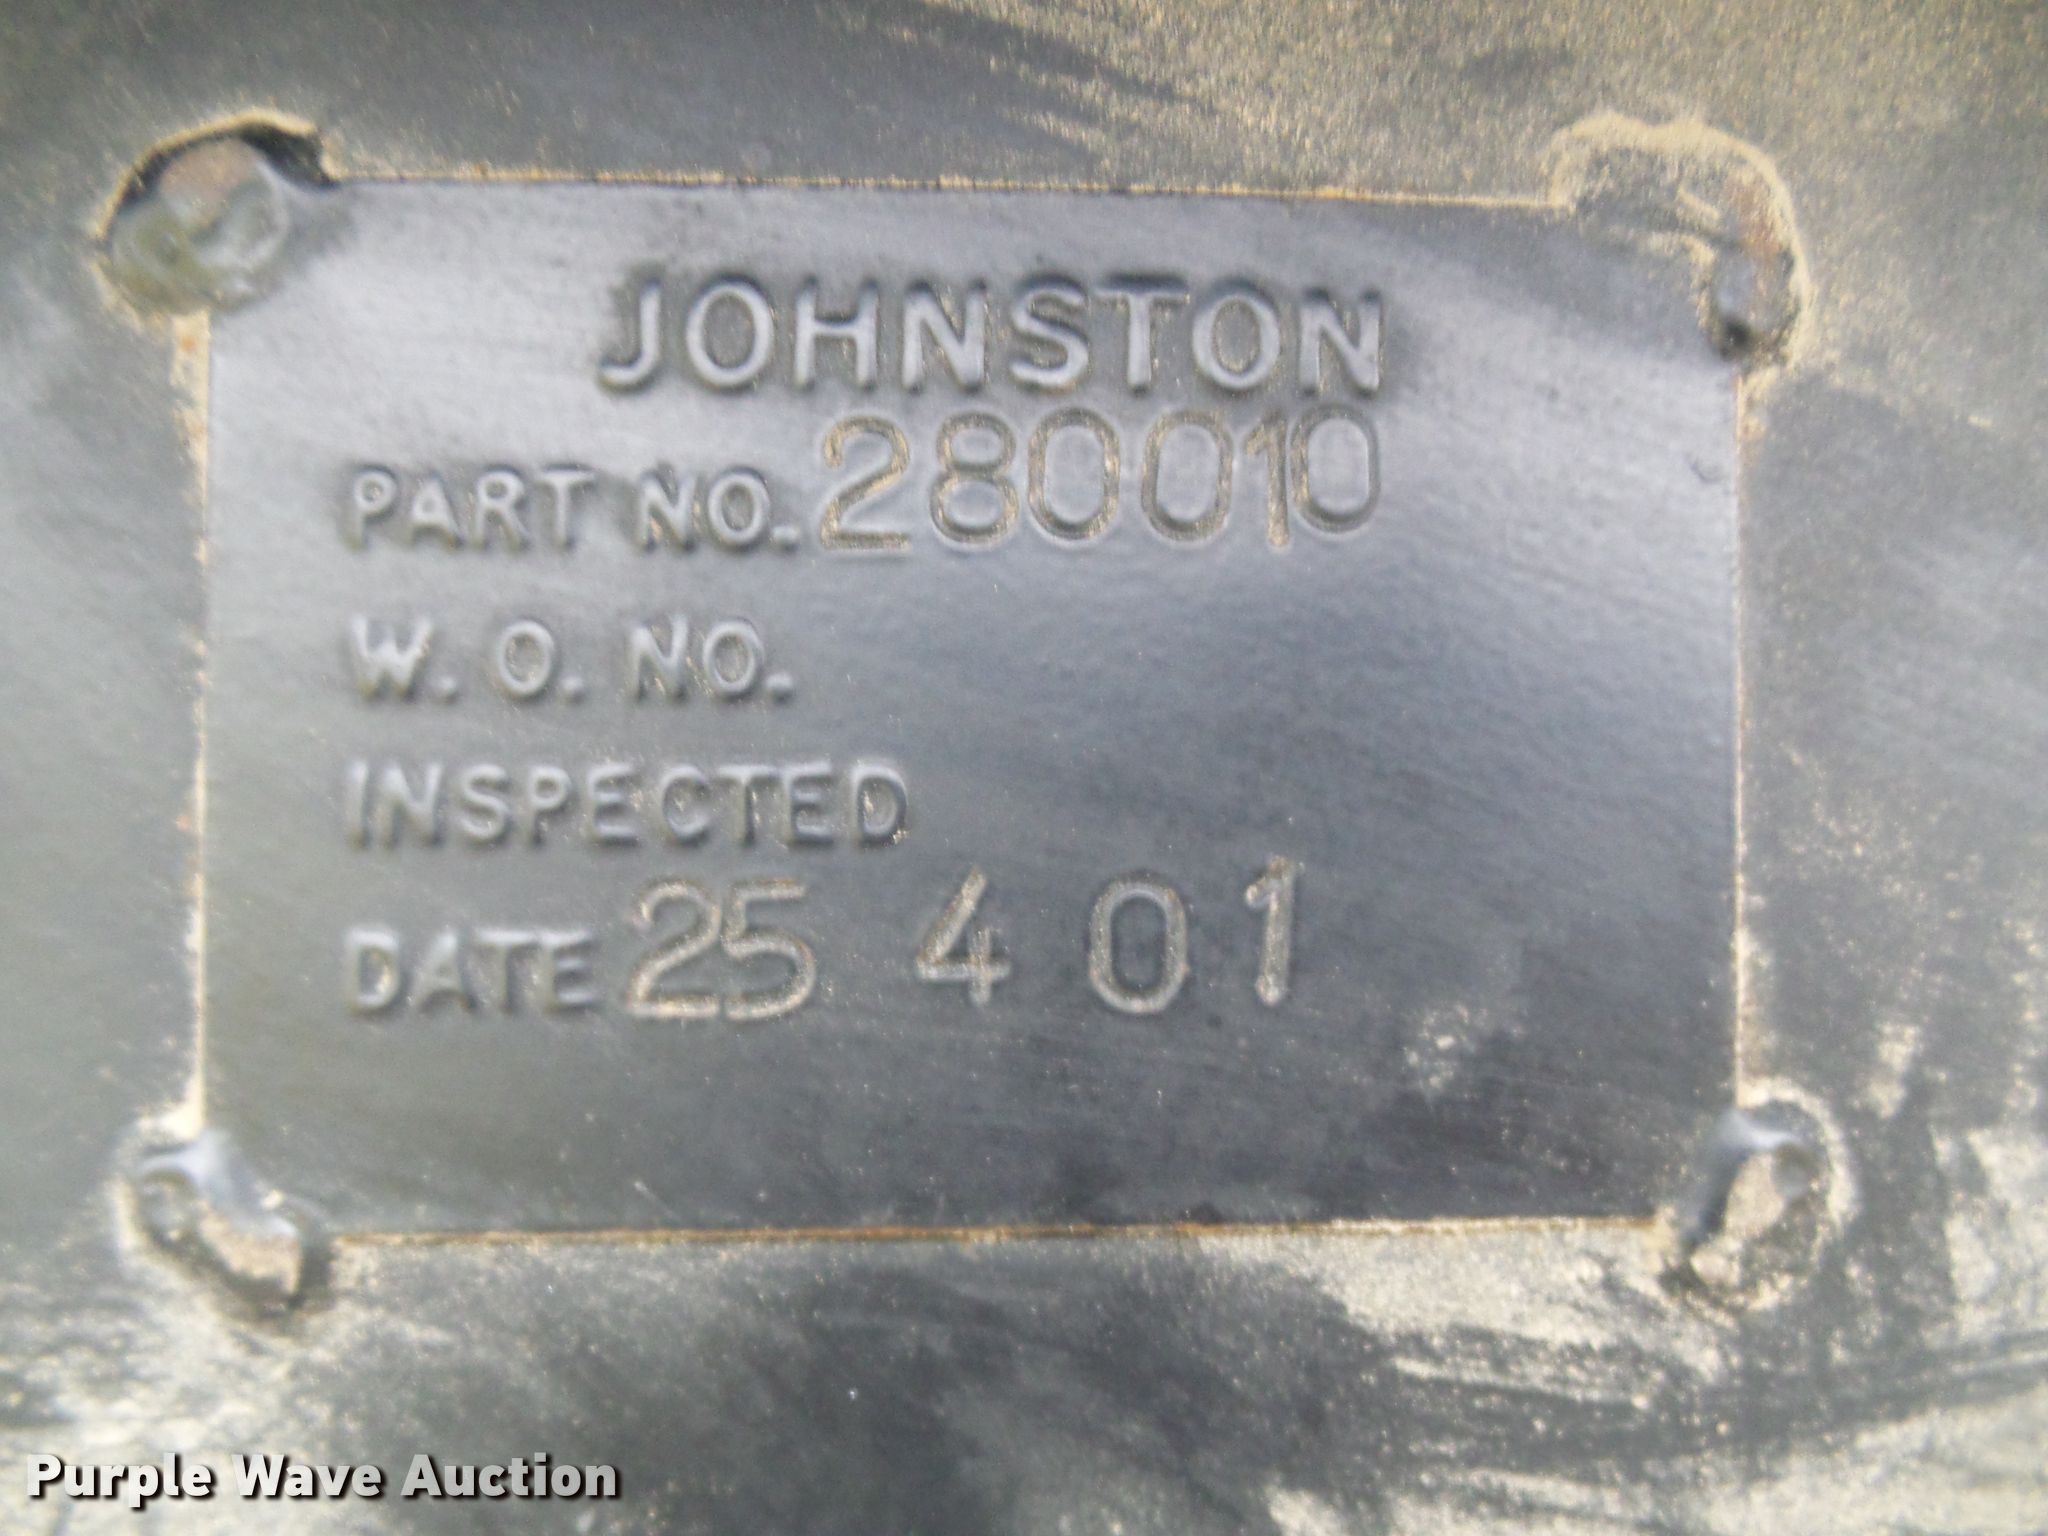 JOHNSTON
PART NO. 280010
W. O. NO.
INSPECTED
DATE 25 4 01
Purple Wave Auction